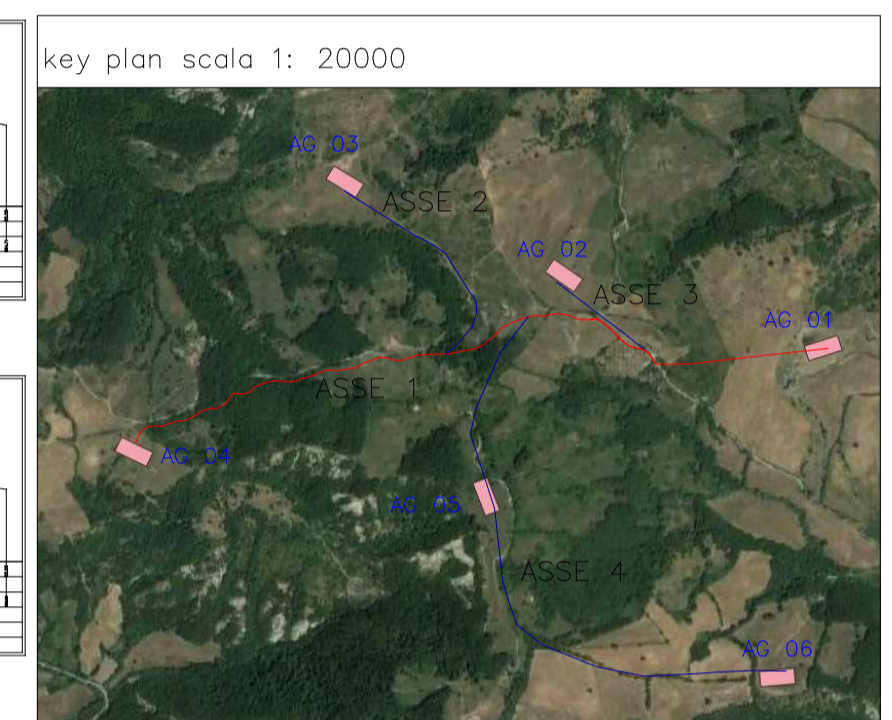 key plan scala 1: 20000
AG 03
ASSE 2
AG 02
ASSE 3
AG 01
ASSE 1
AG 04
AG 05
ASSE 4
AG 06